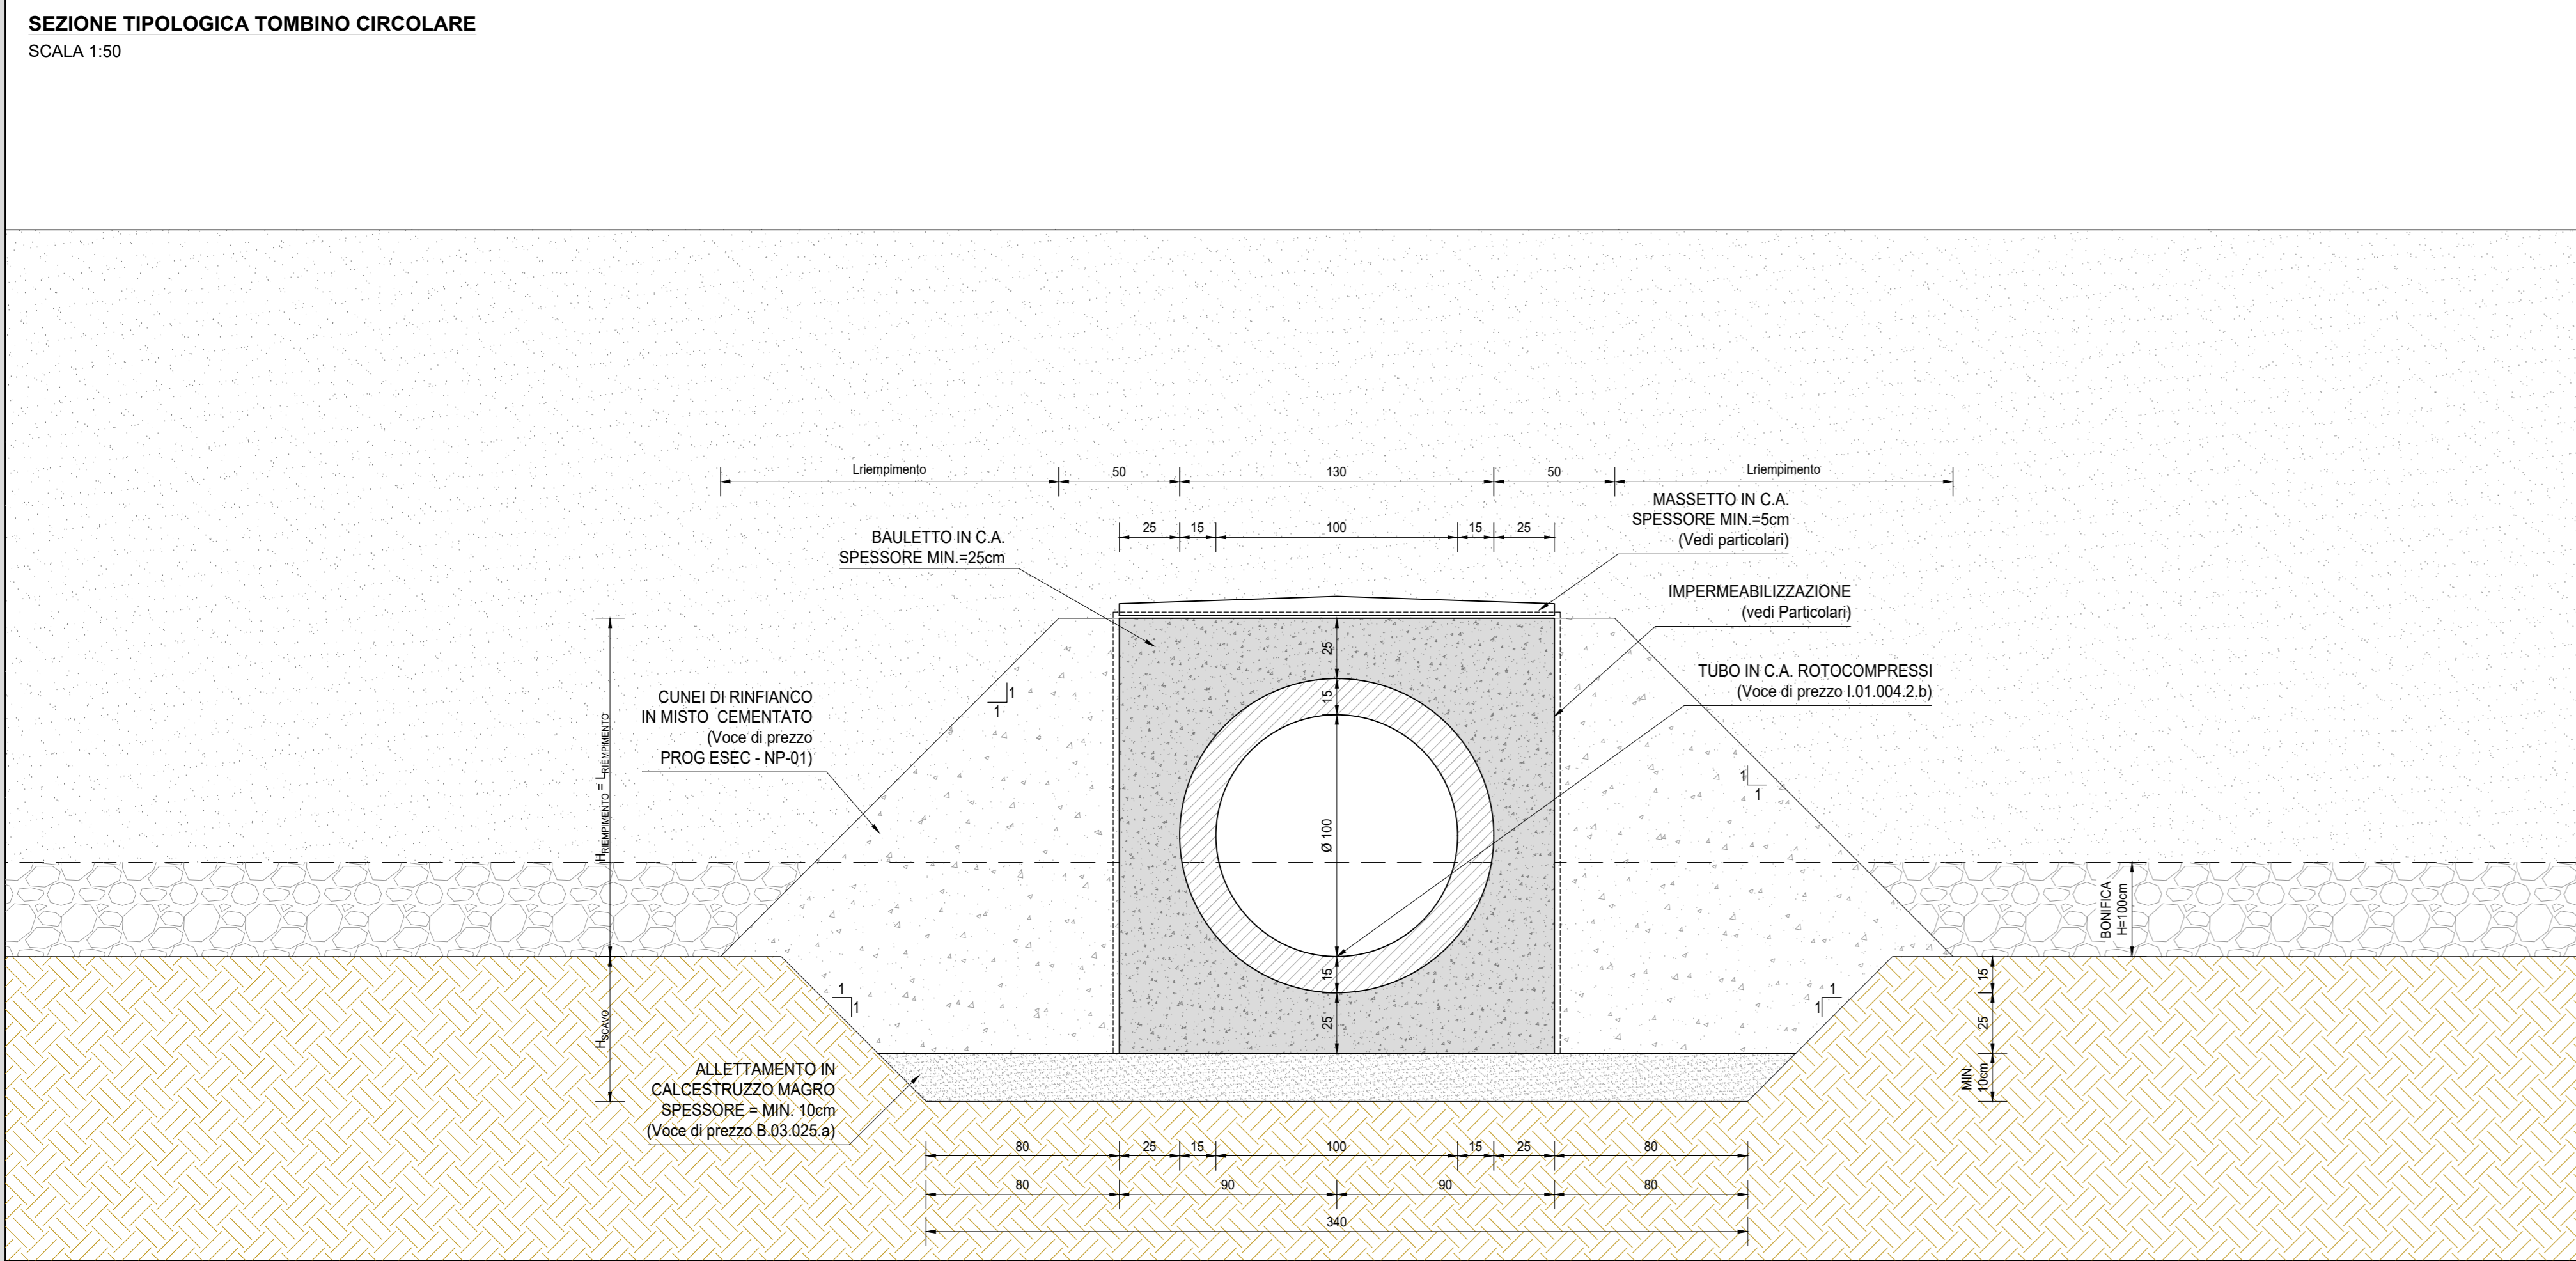 SEZIONE TIPOLOGICA TOMBINO CIRCOLARE
SCALA 1:50
Lriempimento
50
130
50
Lriempimento
25
15
100
15
25
MASSETTO IN C.A.
SPESSORE MIN.=5cm
(Vedi particolari)
BAULETTO IN C.A.
SPESSORE MIN.=25cm
IMPERMEABILIZZAZIONE
(vedi Particolari)
TUBO IN C.A. ROTOCOMPRESSI
(Voce di prezzo I.01.004.2.b)
CUNEI DI RINFIANCO
IN MISTO CEMENTATO
(Voce di prezzo
PROG ESEC - NP-01)
1
1
1
1
25
15
Ø 100
15
25
HRIEMPIMENTO = LRIEMPIMENTO
HSCAVO
BONIFICA
H=100cm
1
1
1
1
15
25
MIN.
10cm
ALLETTAMENTO IN
CALCESTRUZZO MAGRO
SPESSORE = MIN. 10cm
(Voce di prezzo B.03.025.a)
80
25
15
100
15
25
80
80
90
90
80
340